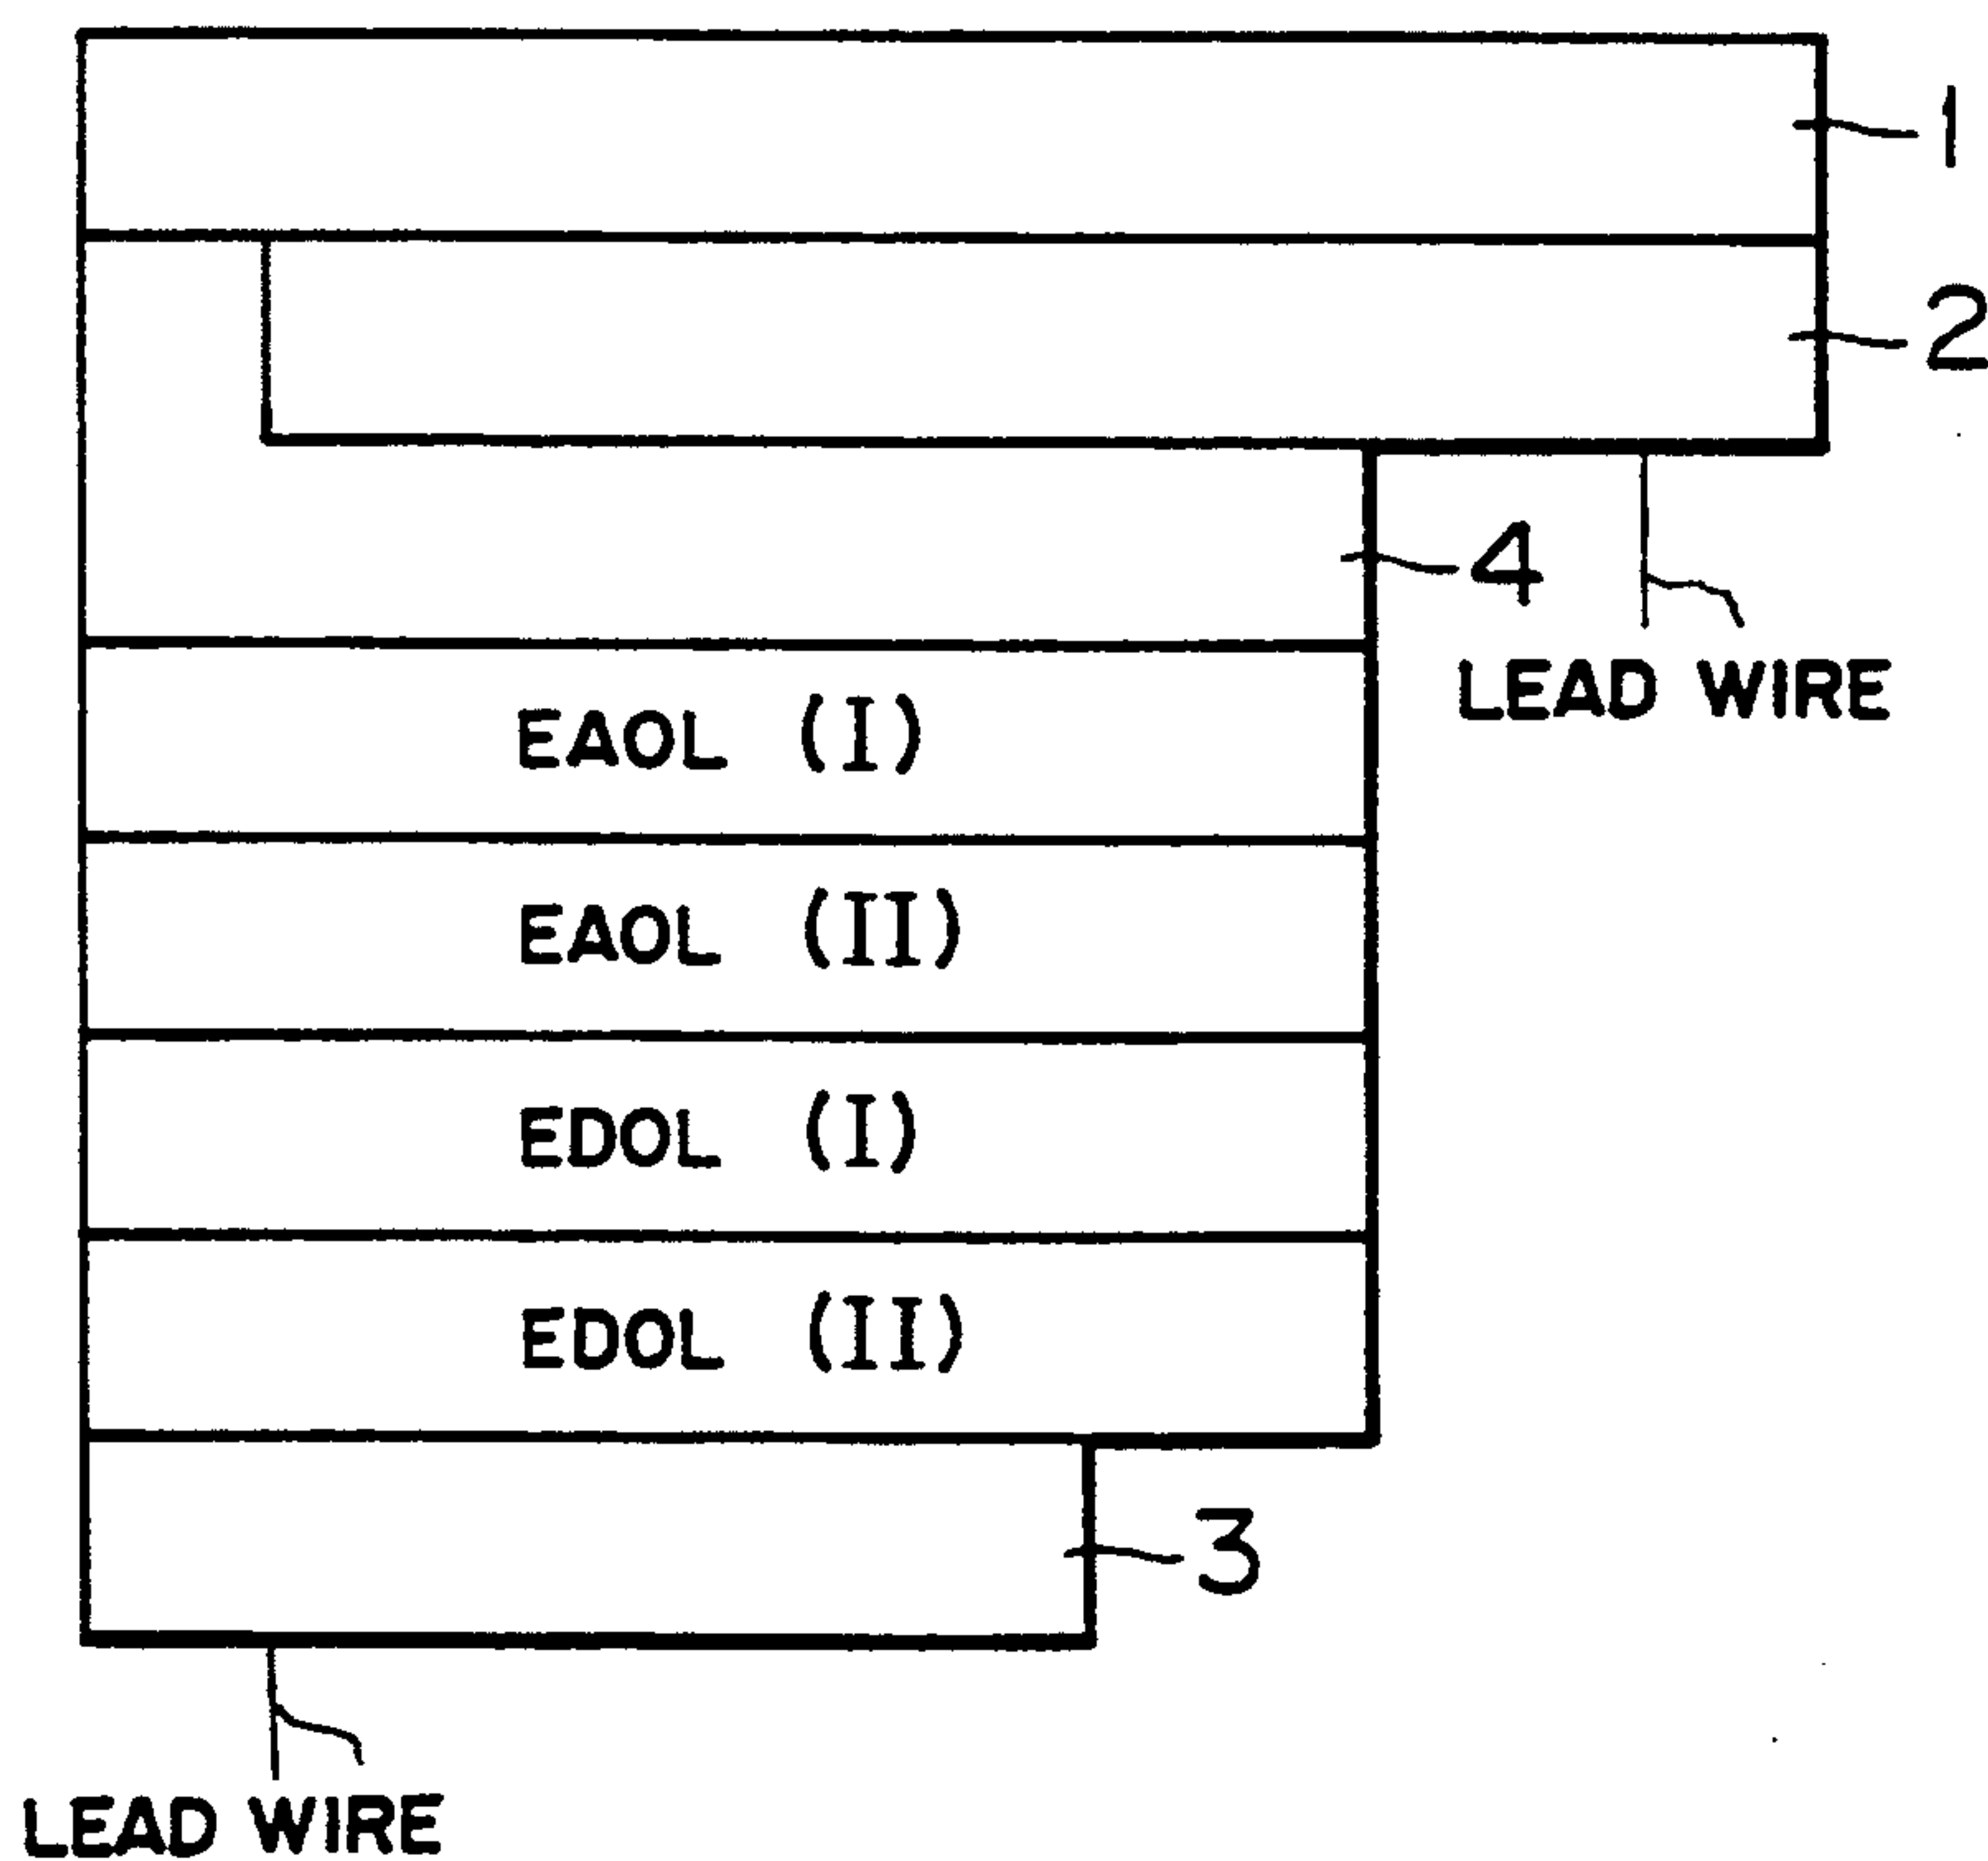 1
2
4
LEAD WIRE
EAOL (I)
EAOL (II)
EDOL (I)
EDOL (II)
3
LEAD WIRE